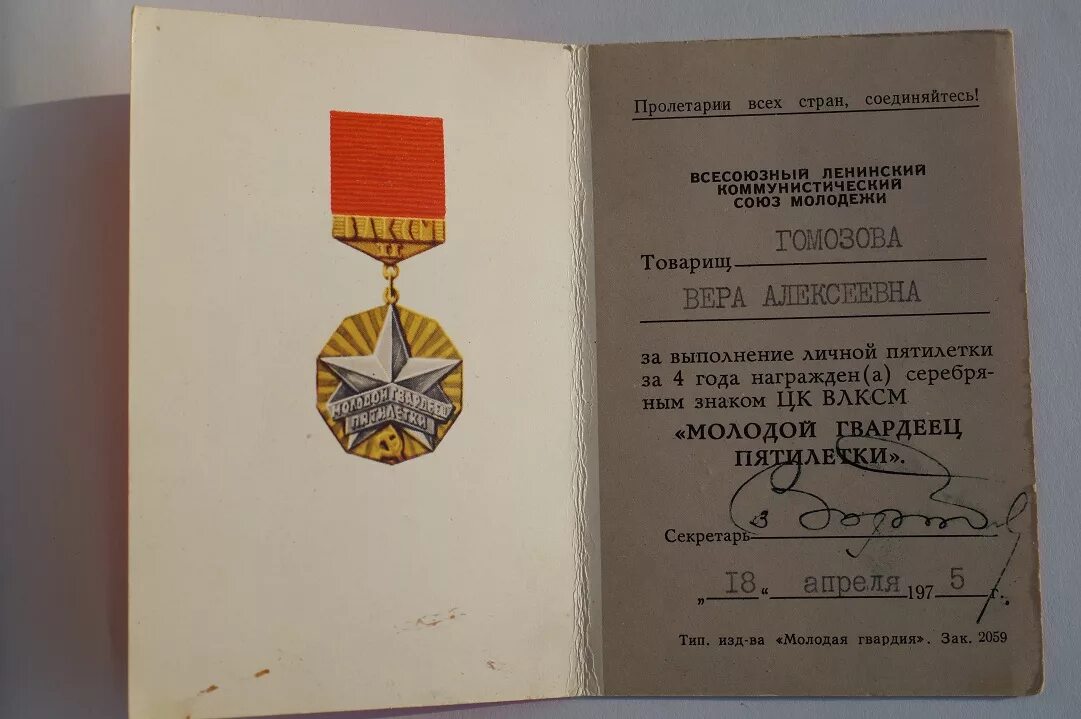 ВЛКСМ
МОЛОДОЙ ГВАРДЕЕЦ
ПЯТИЛЕТКИ
Пролетарии всех стран, соединяйтесь!
ВСЕСОЮЗНЫЙ ЛЕНИНСКИЙ
КОММУНИСТИЧЕСКИЙ
СОЮЗ МОЛОДЕЖИ
ГОМОЗОВА
Товарищ
ВЕРА АЛЕКСЕЕВНА
за выполнение личной пятилетки
за 4 года награжден(а) серебря-
ным знаком ЦК ВЛКСМ
«МОЛОДОЙ ГВАРДЕЕЦ
ПЯТИЛЕТКИ».
Секретарь
„18“ апреля 1975 г.
Тип. изд-ва «Молодая гвардия». Зак. 2059